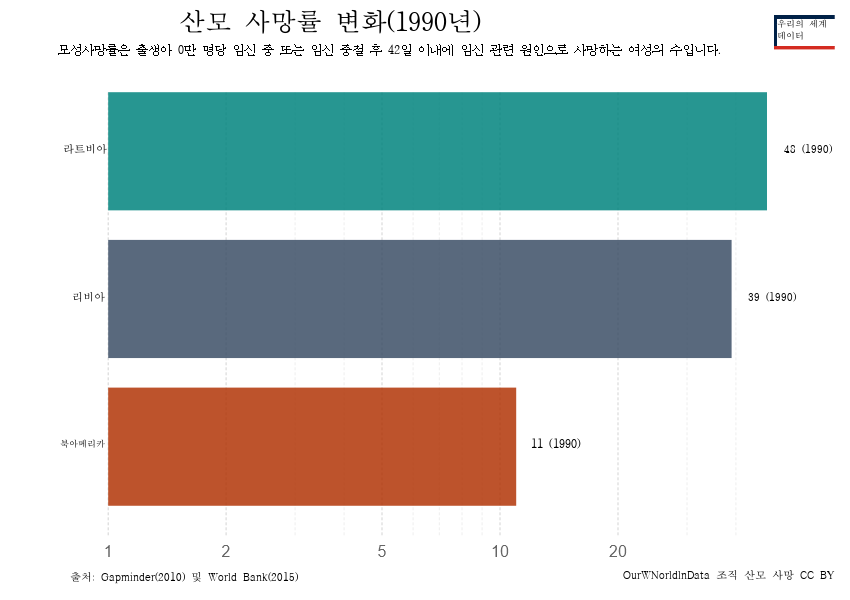 산모 사망률 변화(1990년)
우리의 세계
데이터
모성사망률은 출생아 0만 명당 임신 중 또는 임신 중절 후 42일 이내에 임신 관련 원인으로 사망하는 여성의 수입니다.
라트비아
48 (1990)
리비아
39 (1990)
북아메리카
11 (1990)
1 2 5 10 20
출처: Gapminder(2010) 및 World Bank(2015)
OurWNorldInData 조직 산모 사망 CC BY